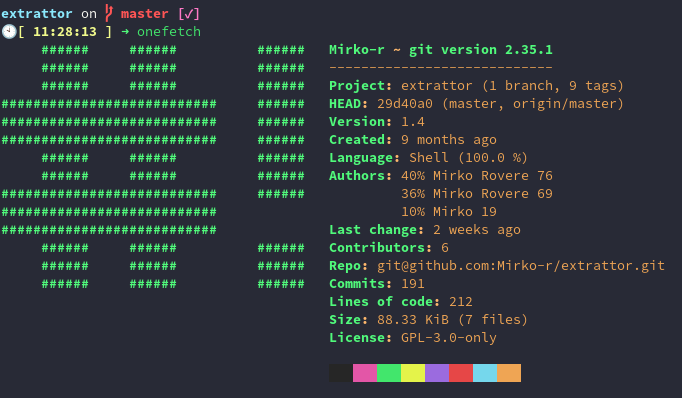 extrattor on master [✓]
🕙[ 11:28:13 ] → onefetch
###### ###### ###### Mirko-r ~ git version 2.35.1
###### ###### ###### ----------------------------
########################### ###### Project: extrattor (1 branch, 9 tags)
########################### ###### HEAD: 29d40a0 (master, origin/master)
########################### ###### Version: 1.4
########################### ###### Created: 9 months ago
###### ###### ###### Language: Shell (100.0 %)
###### ###### ###### Authors: 40% Mirko Rovere 76
########################### ###### 36% Mirko Rovere 69
########################### 10% Mirko 19
########################### Last change: 2 weeks ago
###### ###### ###### Contributors: 6
###### ###### ###### Repo: git@github.com:Mirko-r/extrattor.git
###### ###### ###### Commits: 191
Lines of code: 212
Size: 88.33 KiB (7 files)
License: GPL-3.0-only